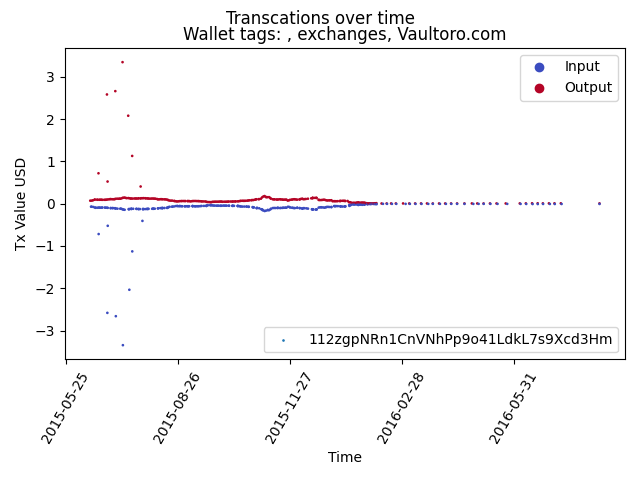 Transcations over time
Wallet tags: , exchanges, Vaultoro.com
Input
Output
3
2
1
0
−1
−2
−3
Tx Value USD
112zgpNRn1CnVNhPp9o41LdkL7s9Xcd3Hm
2015-05-25
2015-08-26
2015-11-27
2016-02-28
2016-05-31
Time